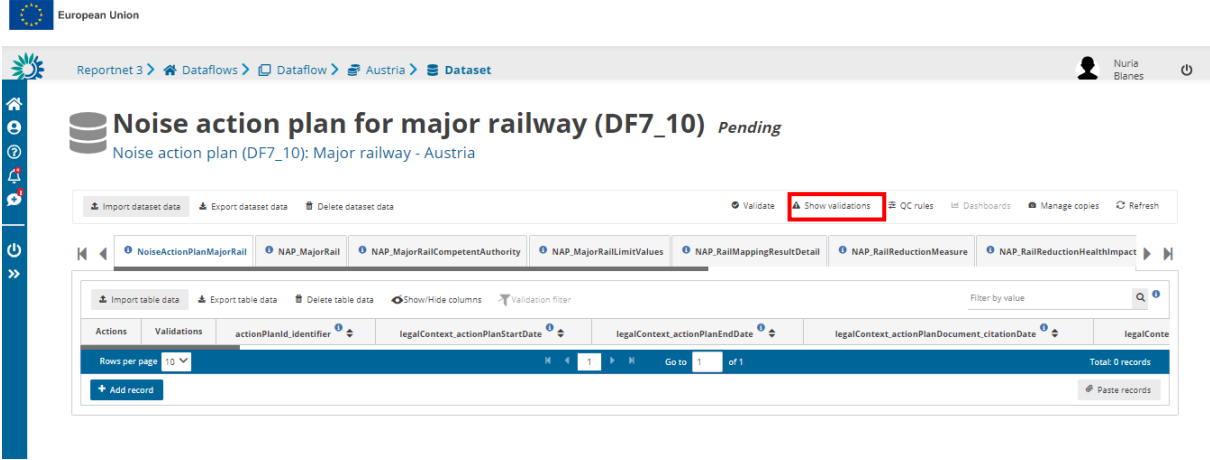 European Union
Reportnet 3 Dataflows Dataflow Austria Dataset
Nuria
Blanes
Noise action plan for major railway (DF7_10) Pending
Noise action plan (DF7_10): Major railway - Austria
Import dataset data Export dataset data Delete dataset data Validate Show validations QC rules Dashboards Manage copies Refresh
NoiseActionPlanMajorRail NAP_MajorRail NAP_MajorRailCompetentAuthority NAP_MajorRailLimitValues NAP_RailMappingResultDetail NAP_RailReductionMeasure NAP_RailReductionHealthImpact
Import table data Export table data Delete table data Show/Hide columns Validation filter Filter by value
Actions Validations actionPlanId_identifier legalContext_actionPlanStartDate legalContext_actionPlanEndDate legalContext_actionPlanDocument_citationDate legalConte
Rows per page 10 1 Go to 1 of 1 Total: 0 records
+ Add record Paste records